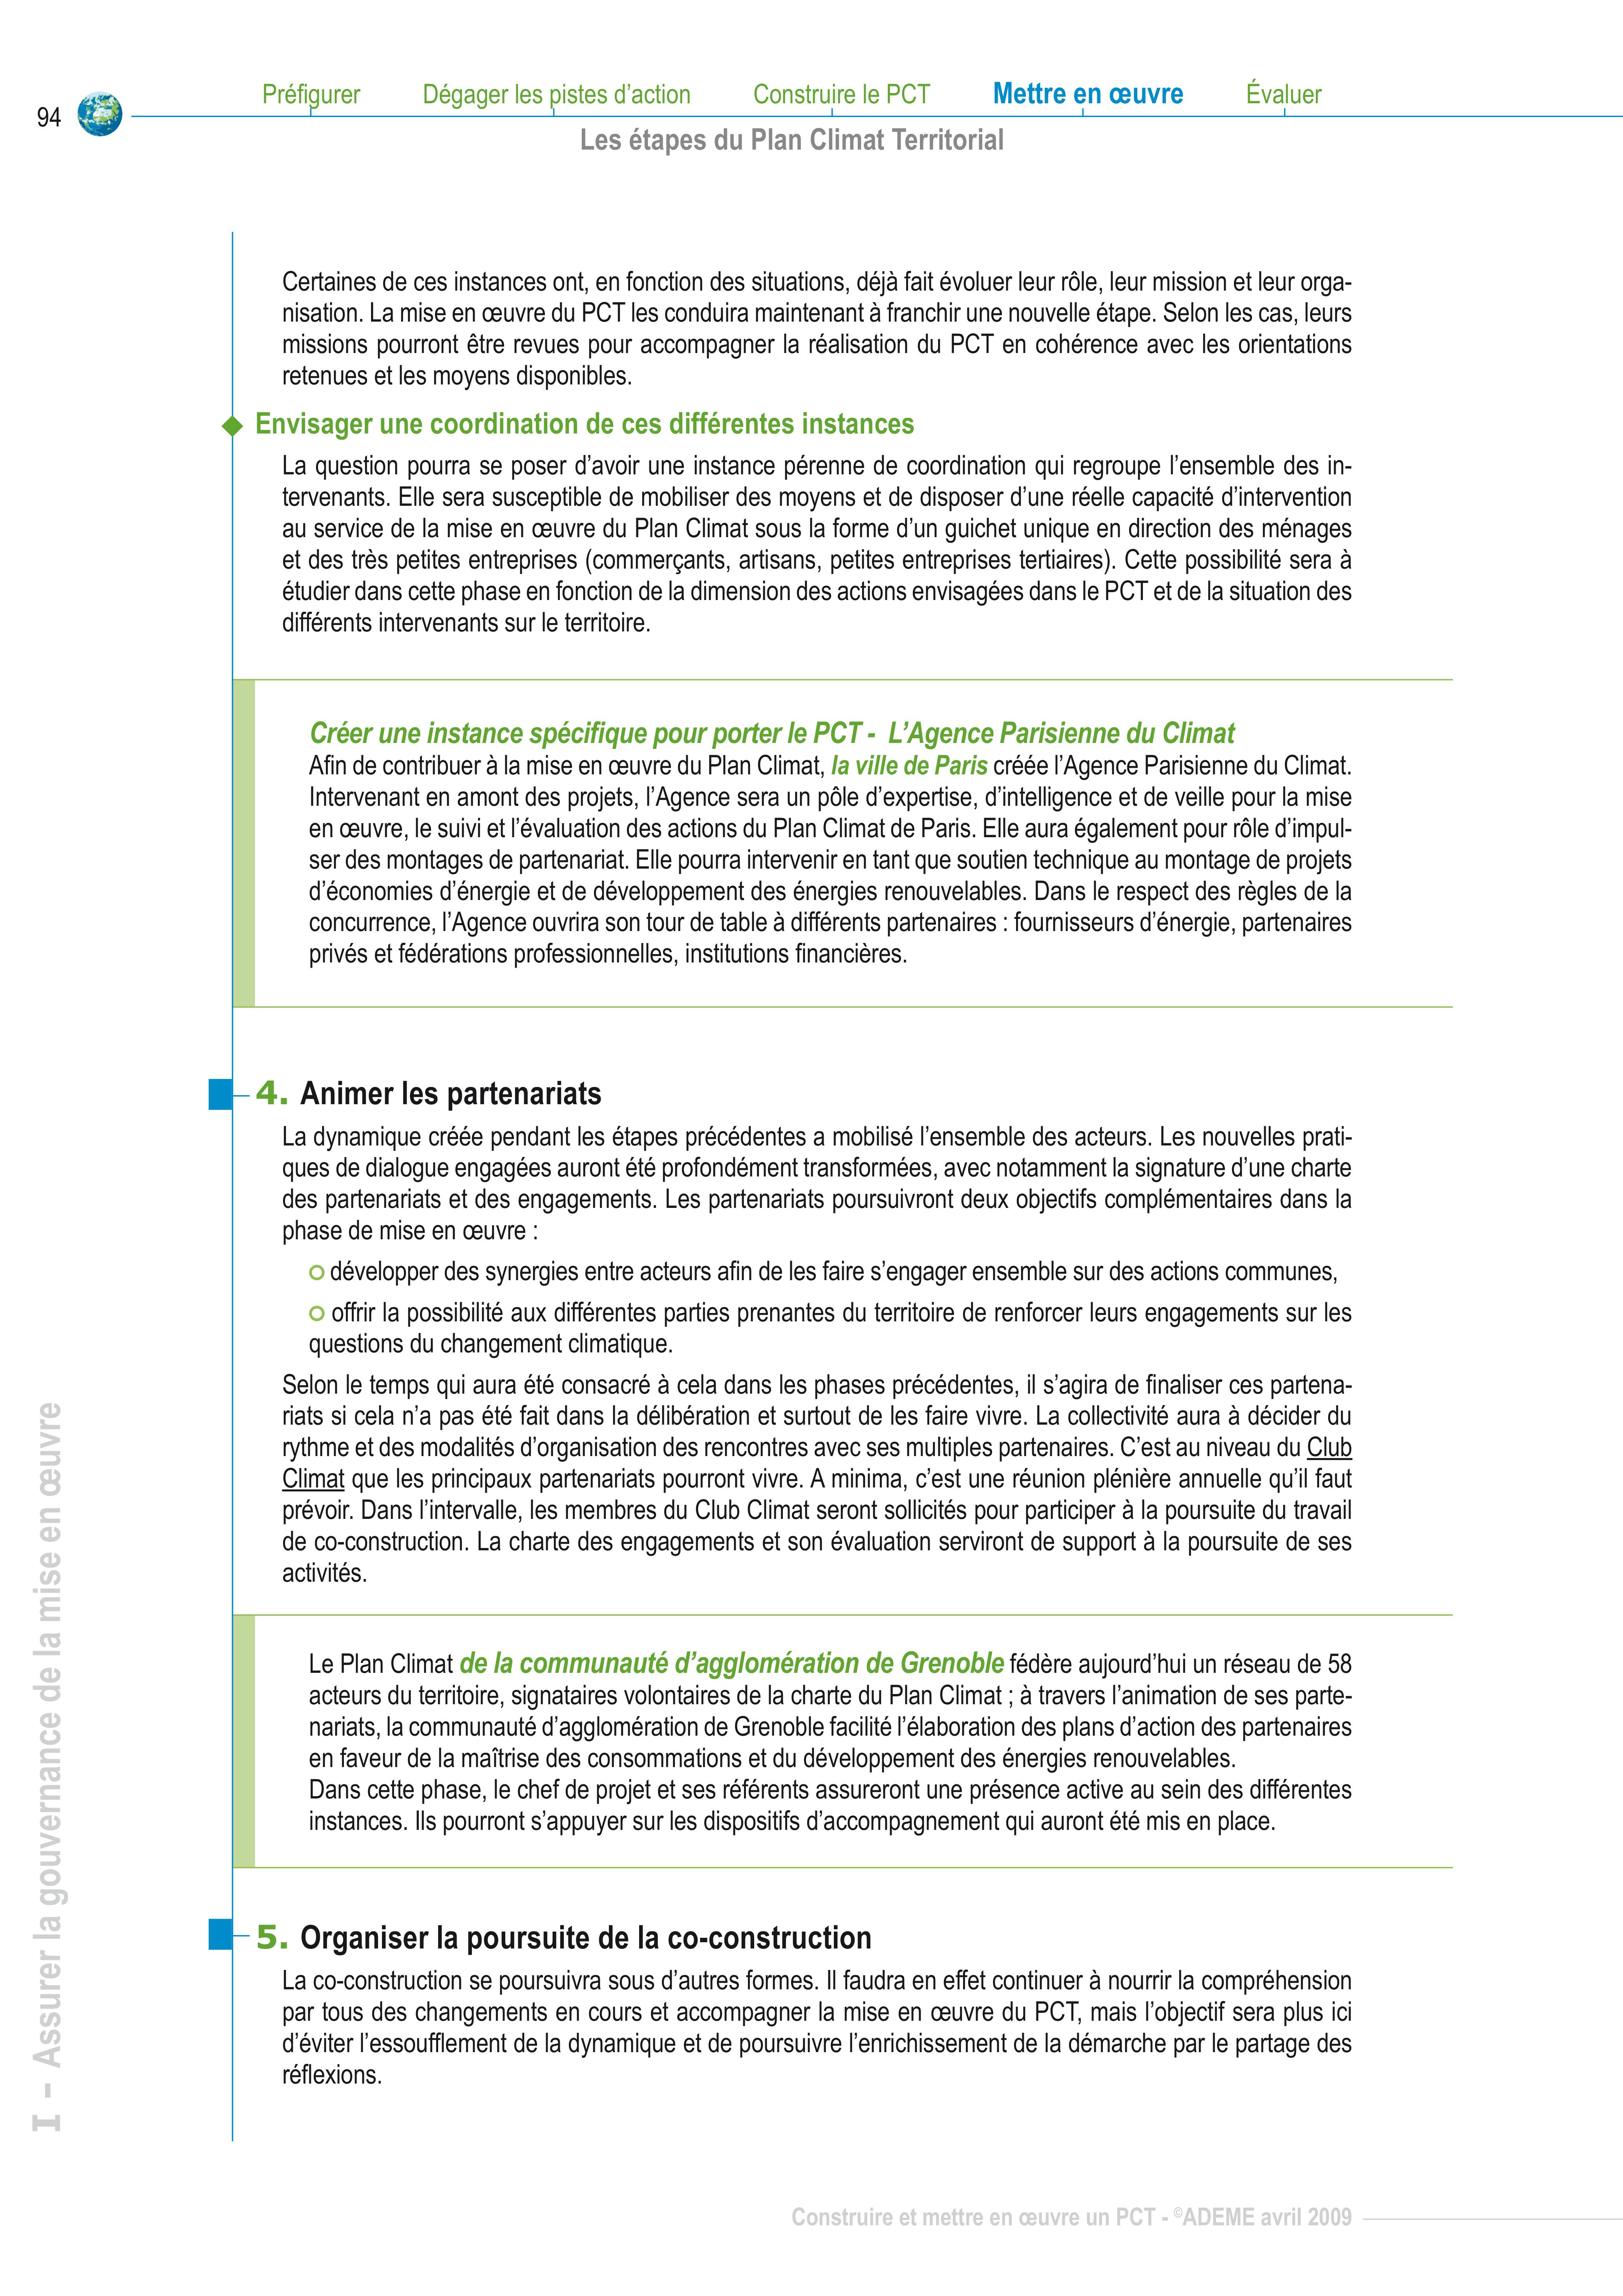 94
Préfigurer Dégager les pistes d’action Construire le PCT Mettre en œuvre Évaluer
Les étapes du Plan Climat Territorial
Certaines de ces instances ont, en fonction des situations, déjà fait évoluer leur rôle, leur mission et leur orga-
nisation. La mise en œuvre du PCT les conduira maintenant à franchir une nouvelle étape. Selon les cas, leurs
missions pourront être revues pour accompagner la réalisation du PCT en cohérence avec les orientations
retenues et les moyens disponibles.
Envisager une coordination de ces différentes instances
La question pourra se poser d’avoir une instance pérenne de coordination qui regroupe l’ensemble des in-
tervenants. Elle sera susceptible de mobiliser des moyens et de disposer d’une réelle capacité d’intervention
au service de la mise en œuvre du Plan Climat sous la forme d’un guichet unique en direction des ménages
et des très petites entreprises (commerçants, artisans, petites entreprises tertiaires). Cette possibilité sera à
étudier dans cette phase en fonction de la dimension des actions envisagées dans le PCT et de la situation des
différents intervenants sur le territoire.
Créer une instance spécifique pour porter le PCT - L’Agence Parisienne du Climat
Afin de contribuer à la mise en œuvre du Plan Climat, la ville de Paris créée l’Agence Parisienne du Climat.
Intervenant en amont des projets, l’Agence sera un pôle d’expertise, d’intelligence et de veille pour la mise
en œuvre, le suivi et l’évaluation des actions du Plan Climat de Paris. Elle aura également pour rôle d’impul-
ser des montages de partenariat. Elle pourra intervenir en tant que soutien technique au montage de projets
d’économies d’énergie et de développement des énergies renouvelables. Dans le respect des règles de la
concurrence, l’Agence ouvrira son tour de table à différents partenaires : fournisseurs d’énergie, partenaires
privés et fédérations professionnelles, institutions financières.
4. Animer les partenariats
La dynamique créée pendant les étapes précédentes a mobilisé l’ensemble des acteurs. Les nouvelles prati-
ques de dialogue engagées auront été profondément transformées, avec notamment la signature d’une charte
des partenariats et des engagements. Les partenariats poursuivront deux objectifs complémentaires dans la
phase de mise en œuvre :
développer des synergies entre acteurs afin de les faire s’engager ensemble sur des actions communes,
offrir la possibilité aux différentes parties prenantes du territoire de renforcer leurs engagements sur les
questions du changement climatique.
Selon le temps qui aura été consacré à cela dans les phases précédentes, il s’agira de finaliser ces partena-
riats si cela n’a pas été fait dans la délibération et surtout de les faire vivre. La collectivité aura à décider du
rythme et des modalités d’organisation des rencontres avec ses multiples partenaires. C’est au niveau du Club
Climat que les principaux partenariats pourront vivre. A minima, c’est une réunion plénière annuelle qu’il faut
prévoir. Dans l’intervalle, les membres du Club Climat seront sollicités pour participer à la poursuite du travail
de co-construction. La charte des engagements et son évaluation serviront de support à la poursuite de ses
activités.
Le Plan Climat de la communauté d’agglomération de Grenoble fédère aujourd’hui un réseau de 58
acteurs du territoire, signataires volontaires de la charte du Plan Climat ; à travers l’animation de ses parte-
nariats, la communauté d’agglomération de Grenoble facilité l’élaboration des plans d’action des partenaires
en faveur de la maîtrise des consommations et du développement des énergies renouvelables.
Dans cette phase, le chef de projet et ses référents assureront une présence active au sein des différentes
instances. Ils pourront s’appuyer sur les dispositifs d’accompagnement qui auront été mis en place.
5. Organiser la poursuite de la co-construction
La co-construction se poursuivra sous d’autres formes. Il faudra en effet continuer à nourrir la compréhension
par tous des changements en cours et accompagner la mise en œuvre du PCT, mais l’objectif sera plus ici
d’éviter l’essoufflement de la dynamique et de poursuivre l’enrichissement de la démarche par le partage des
réflexions.
I - Assurer la gouvernance de la mise en œuvre
Construire et mettre en œuvre un PCT - ©ADEME avril 2009